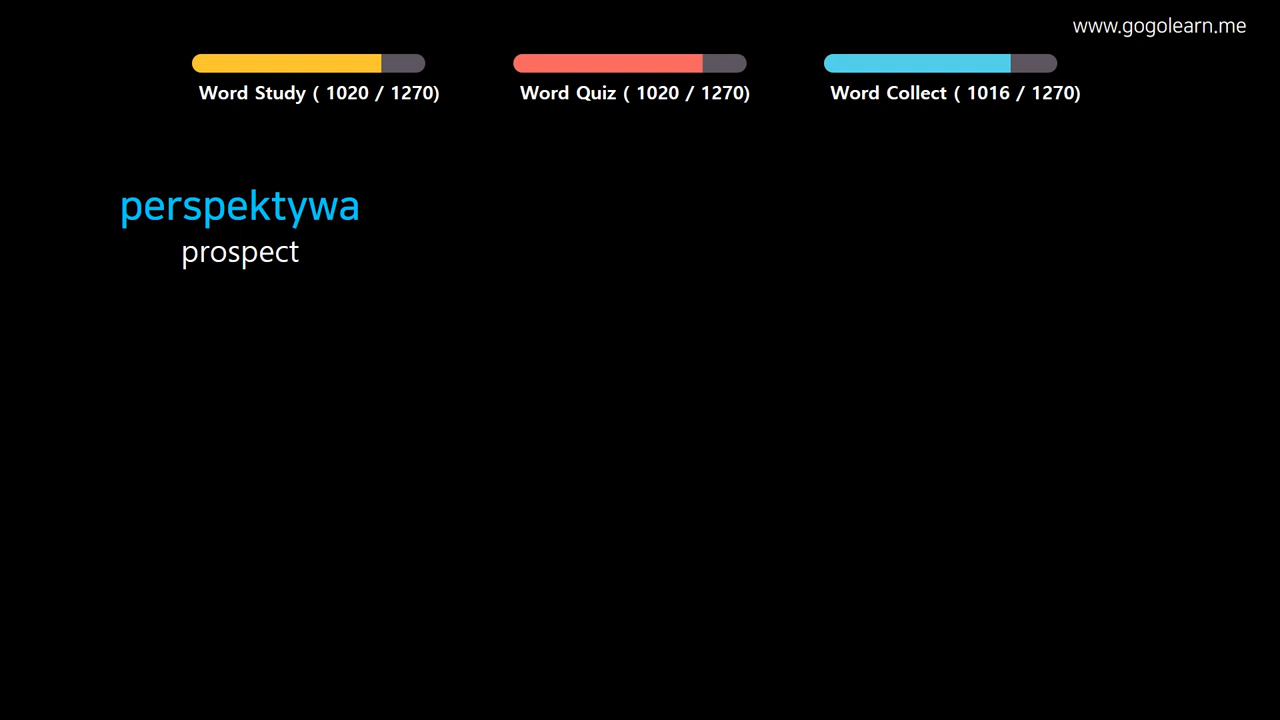 www.gogolearn.me
Word Study ( 1020 / 1270)
Word Quiz ( 1020 / 1270)
Word Collect ( 1016 / 1270)
perspektywa
prospect